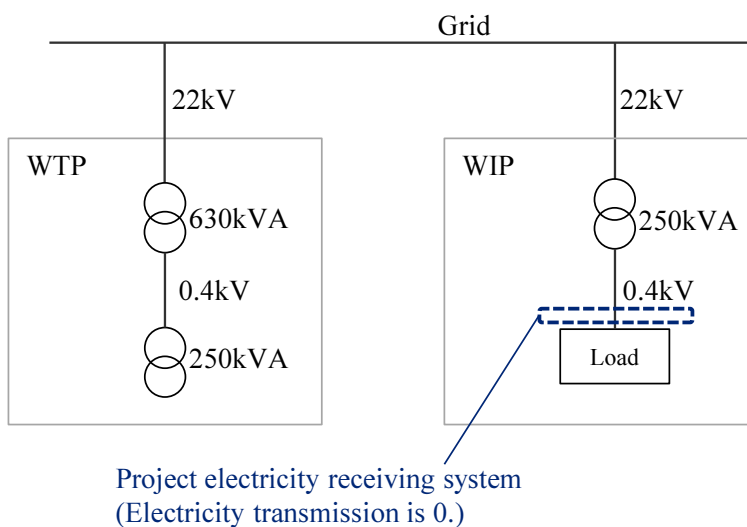 Grid
22kV
22kV
WTP
WIP
630kVA
250kVA
0.4kV
0.4kV
250kVA
Load
Project electricity receiving system
(Electricity transmission is 0.)